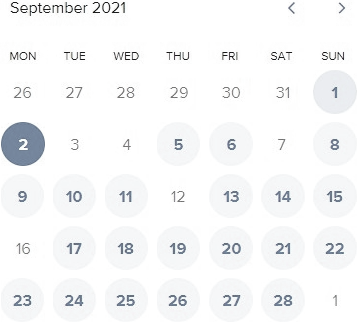 September 2021 < >
MON TUE WED THU FRI SAT SUN
26 27 28 29 30 31 1
2 3 4 5 6 7 8
9 10 11 12 13 14 15
16 17 18 19 20 21 22
23 24 25 26 27 28 1